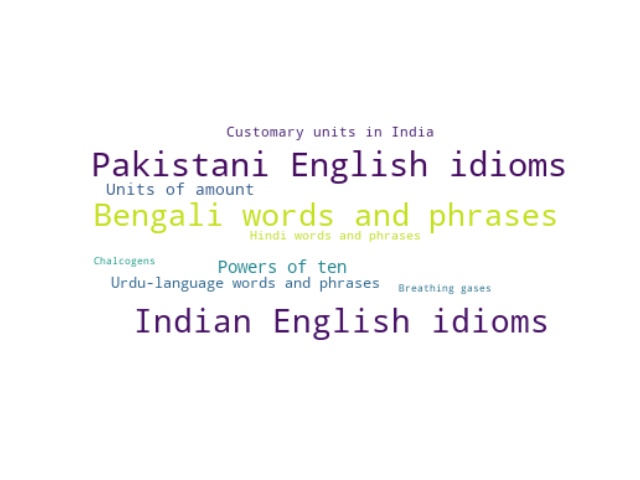 Customary units in India
Pakistani English idioms
Units of amount
Bengali words and phrases
Hindi words and phrases
Chalcogens
Powers of ten
Urdu-language words and phrases
Breathing gases
Indian English idioms